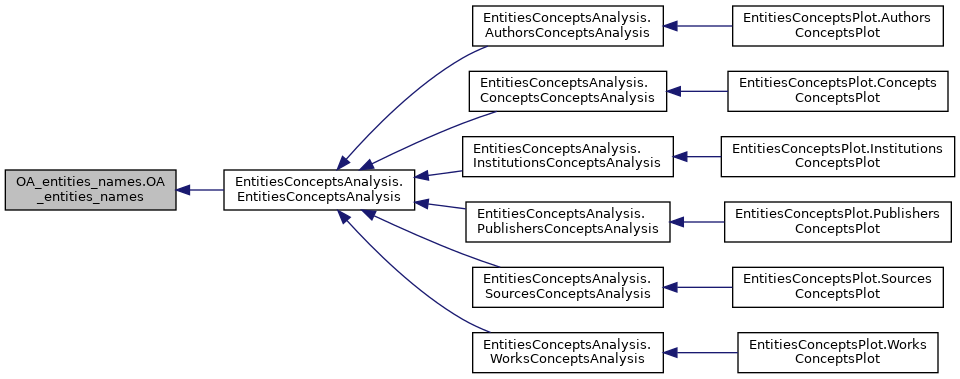 OA_entities_names.OA
_entities_names
EntitiesConceptsAnalysis.
EntitiesConceptsAnalysis
EntitiesConceptsAnalysis.
AuthorsConceptsAnalysis
EntitiesConceptsPlot.Authors
ConceptsPlot
EntitiesConceptsAnalysis.
ConceptsConceptsAnalysis
EntitiesConceptsPlot.Concepts
ConceptsPlot
EntitiesConceptsAnalysis.
InstitutionsConceptsAnalysis
EntitiesConceptsPlot.Institutions
ConceptsPlot
EntitiesConceptsAnalysis.
PublishersConceptsAnalysis
EntitiesConceptsPlot.Publishers
ConceptsPlot
EntitiesConceptsAnalysis.
SourcesConceptsAnalysis
EntitiesConceptsPlot.Sources
ConceptsPlot
EntitiesConceptsAnalysis.
WorksConceptsAnalysis
EntitiesConceptsPlot.Works
ConceptsPlot